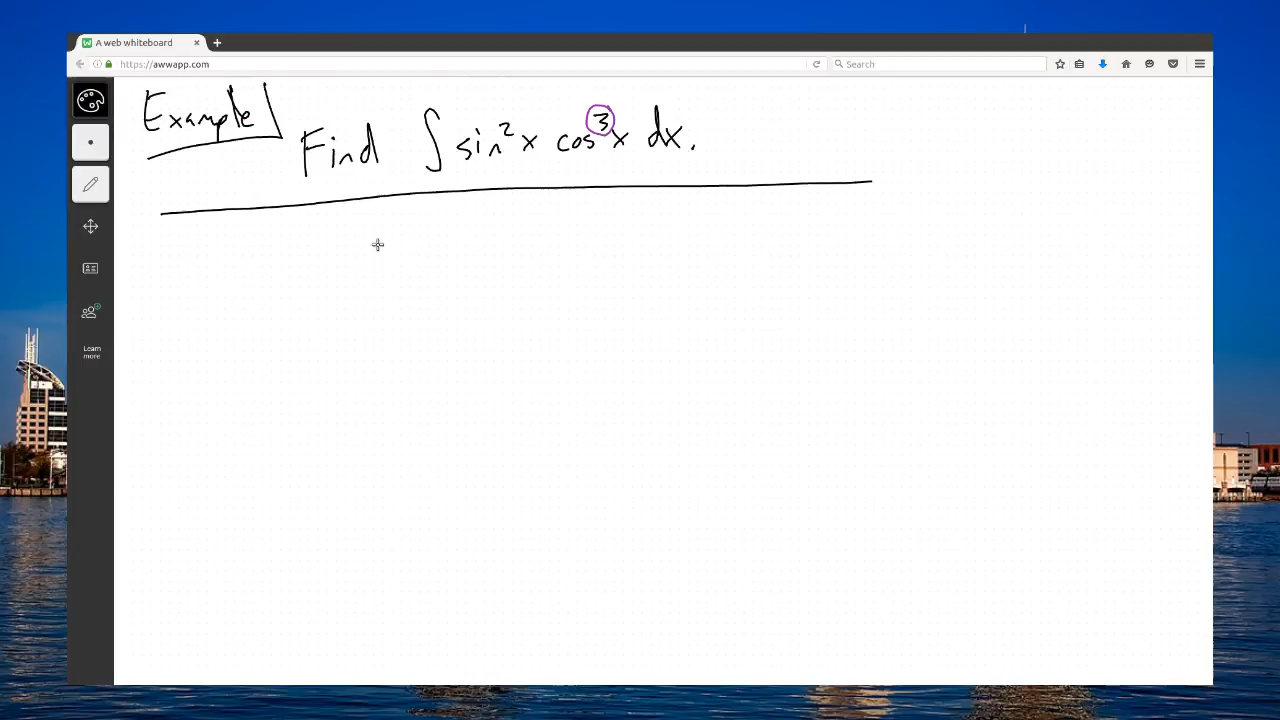 A web whiteboard
https://awwapp.com
Search
Example
Find ∫ sin²x cos³x dx.
Learn
more